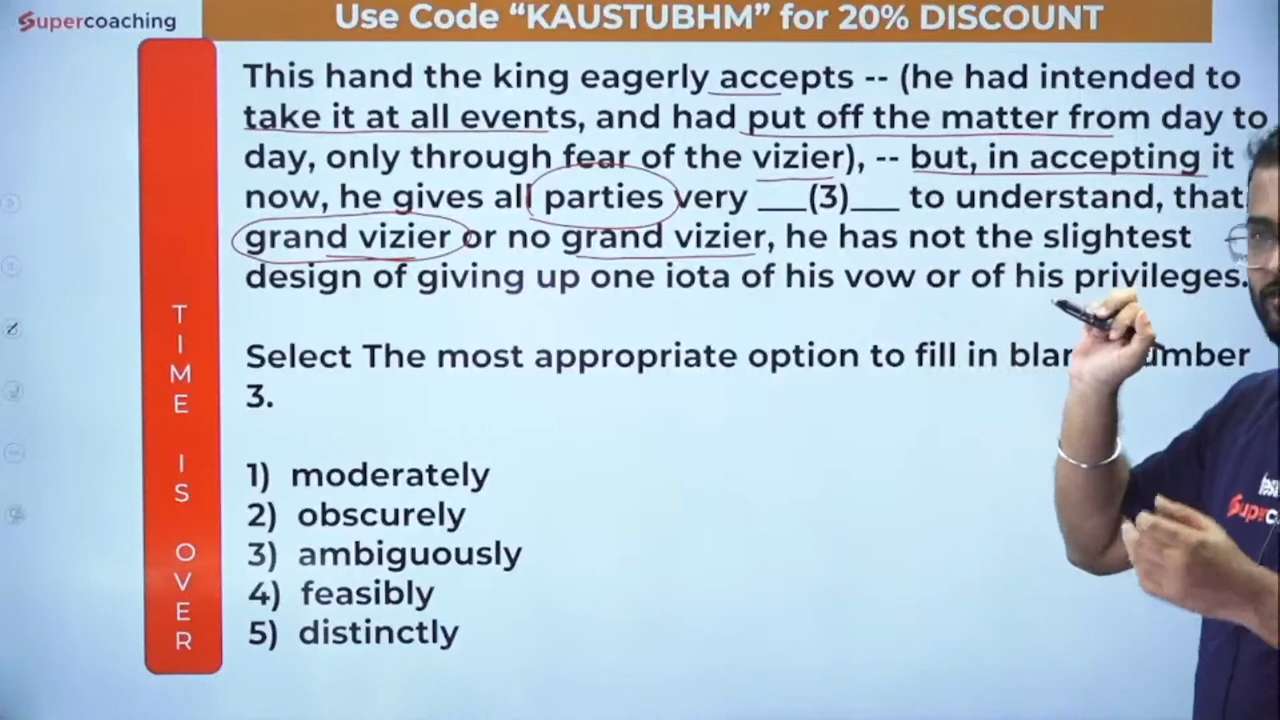 Supercoaching
Use Code “KAUSTUBHM” for 20% DISCOUNT
This hand the king eagerly accepts -- (he had intended to
take it at all events, and had put off the matter from day to
day, only through fear of the vizier), -- but, in accepting it
now, he gives all parties very ___(3)___ to understand, that,
grand vizier or no grand vizier, he has not the slightest
design of giving up one iota of his vow or of his privileges.
Select The most appropriate option to fill in
3.
1) moderately
2) obscurely
3) ambiguously
4) feasibly
5) distinctly
TIME IS OVER